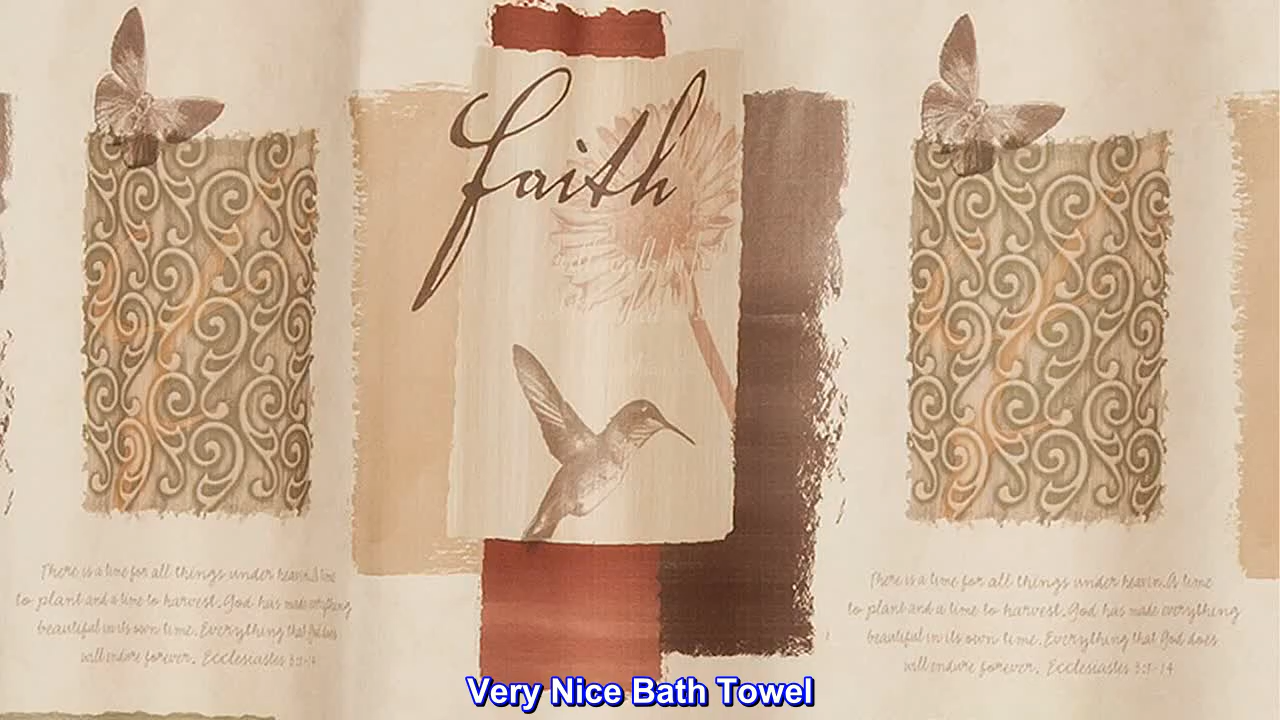 faith
There is a time for all things under heaven. A time
to plant and a time to harvest. God has made everything
beautiful in its own time. Everything that God does
will endure forever. Ecclesiastes 3:1-14
There is a time for all things under heaven. A time
to plant and a time to harvest. God has made everything
beautiful in its own time. Everything that God does
will endure forever. Ecclesiastes 3:1-14
Very Nice Bath Towel